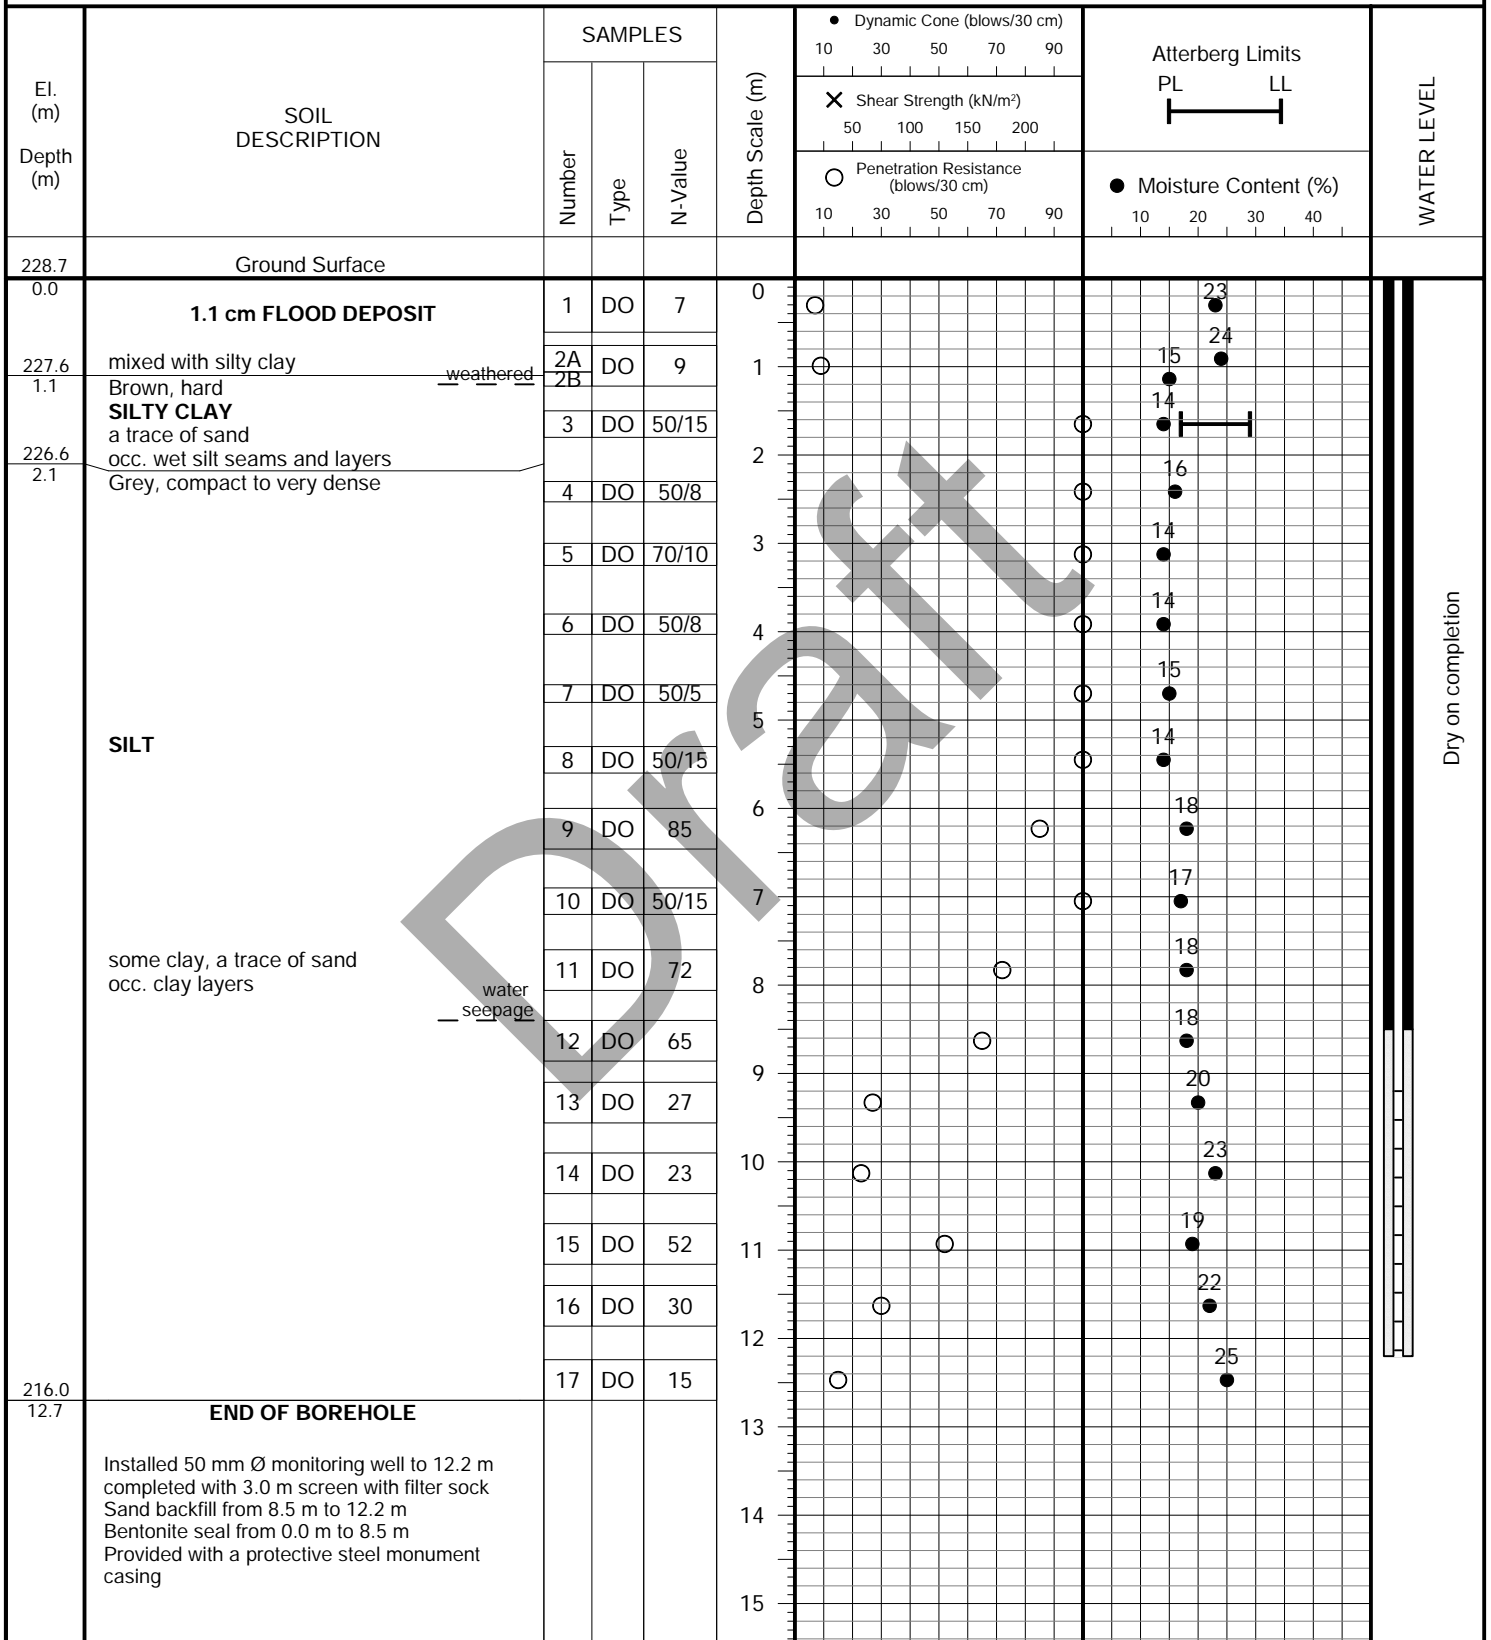 El.
(m)
Depth
(m)
SOIL
DESCRIPTION
SAMPLES
Number
Type
N-Value
Depth Scale (m)
Dynamic Cone (blows/30 cm)
10 30 50 70 90
Shear Strength (kN/m²)
50 100 150 200
Penetration Resistance
(blows/30 cm)
10 30 50 70 90
Atterberg Limits
PL LL
Moisture Content (%)
10 20 30 40
WATER LEVEL
228.7 Ground Surface
0.0
1.1 cm FLOOD DEPOSIT
1 DO 7
0
23
24
mixed with silty clay
227.6
weathered
2A DO 9
2B
1
15
1.1 Brown, hard
SILTY CLAY
a trace of sand
3 DO 50/15
14
occ. wet silt seams and layers
226.6
2
2.1 Grey, compact to very dense
4 DO 50/8
16
5 DO 70/10
3
14
6 DO 50/8
4
14
7 DO 50/5
15
5
SILT
8 DO 50/15
14
6
9 DO 85
18
10 DO 50/15
7
17
some clay, a trace of sand
occ. clay layers
11 DO 72
18
8
water
seepage
12 DO 65
18
9
13 DO 27
20
10
14 DO 23
23
15 DO 52
19
11
16 DO 30
22
12
17 DO 15
25
216.0
12.7
END OF BOREHOLE
13
Installed 50 mm Ø monitoring well to 12.2 m
completed with 3.0 m screen with filter sock
Sand backfill from 8.5 m to 12.2 m
Bentonite seal from 0.0 m to 8.5 m
Provided with a protective steel monument
casing
14
15
Dry on completion
Draft